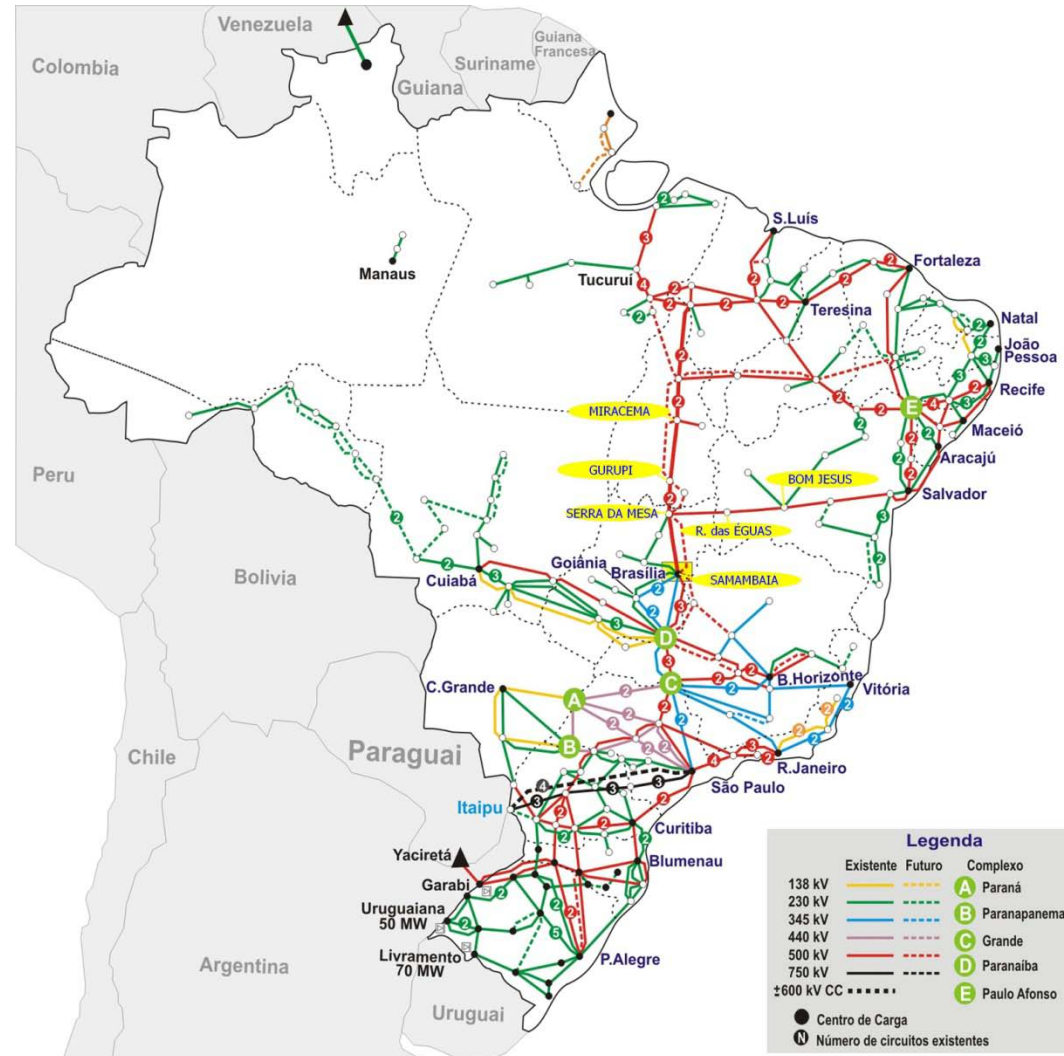 Venezuela
Guiana
Francesa
Suriname
Colombia
Guiana
Manaus
Tucuruí
S.Luís
Fortaleza
Teresina
Natal
João
Pessoa
Recife
Maceió
Aracajú
Salvador
MIRACEMA
GURUPI
BOM JESUS
SERRA DA MESA
R. das ÉGUAS
SAMAMBAIA
Peru
Bolivia
Cuiabá
Goiânia
Brasília
C.Grande
B.Horizonte
Vitória
Paraguai
Chile
R.Janeiro
São Paulo
Itaipu
Curitiba
Blumenau
Yaciretá
Garabi
Uruguaiana
50 MW
Livramento
70 MW
P.Alegre
Argentina
Uruguai
A
B
C
D
E
Legenda
Existente Futuro Complexo
138 kV A Paraná
230 kV B Paranapanema
345 kV C Grande
440 kV D Paranaíba
500 kV E Paulo Afonso
750 kV
±600 kV CC
Centro de Carga
N Número de circuitos existentes